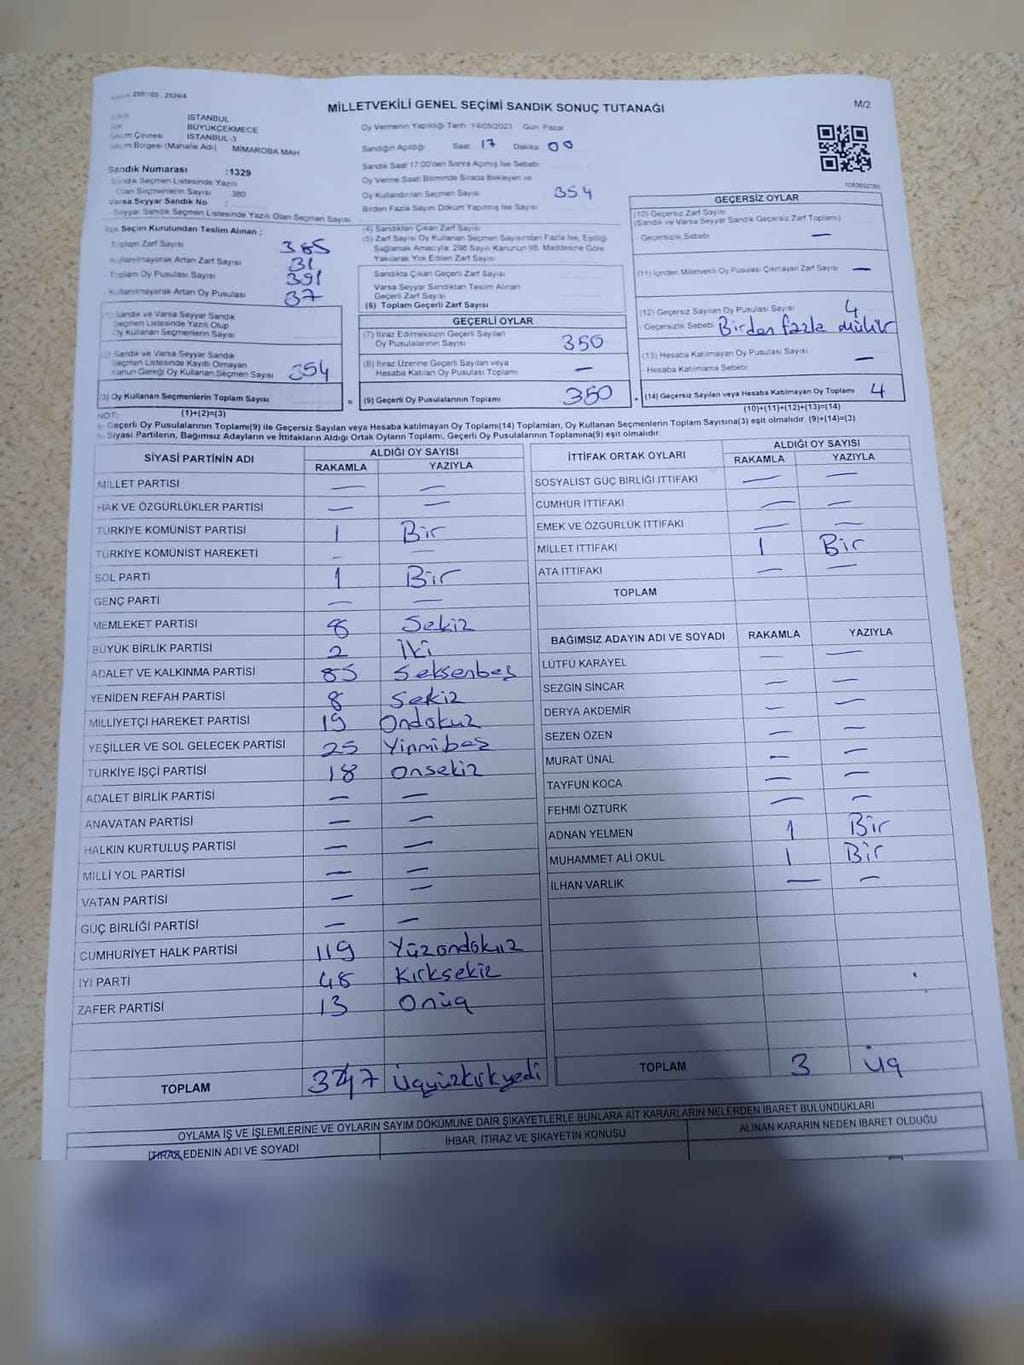 MİLLETVEKİLİ GENEL SEÇİMİ SANDIK SONUÇ TUTANAĞI
M/2
İSTANBUL
BÜYÜKÇEKMECE
Seçim Çevresi İSTANBUL-3
Seçim Bölgesi (Mahalle Adı) MİMAROBA MAH
Sandık Numarası :1329
Sandık Seçmen Listesinde Yazılı
Olan Seçmenlerin Sayısı 380
Varsa Seyyar Sandık No
Seyyar Sandık Seçmen Listesinde Yazılı Olan Seçmen Sayısı
Oy Vermenin Yapıldığı Tarih 14/05/2023 Gün Pazar
Sandığın Açıldığı Saat 17 Dakika 00
Sandık Saat 17:00'den Sonra Açılmış İse Sebebi
Oy Verme Saati Bitiminde Sırada Bekleyen ve
Oy Kullandırılan Seçmen Sayısı 354
Birden Fazla Sayım Döküm Yapılmış İse Sayısı
İlçe Seçim Kurulundan Teslim Alınan ;
Toplam Zarf Sayısı 385
Kullanılmayarak Artan Zarf Sayısı 31
Toplam Oy Pusulası Sayısı 391
Kullanılmayarak Artan Oy Pusulası 37
(1) Sandık ve Varsa Seyyar Sandık
Seçmen Listesinde Yazılı Olup
Oy Kullanan Seçmenlerin Sayısı
(2) Sandık ve Varsa Seyyar Sandık
Seçmen Listesinde Kayıtlı Olmayan
Kanun Gereği Oy Kullanan Seçmen Sayısı 354
(3) Oy Kullanan Seçmenlerin Toplam Sayısı
(1)+(2)=(3)
(4) Sandıktan Çıkan Zarf Sayısı
(5) Zarf Sayısı Oy Kullanan Seçmen Sayısından Fazla İse, Eşitliği
Sağlamak Amacıyla, 298 Sayılı Kanunun 98. Maddesine Göre
Yakılarak Yok Edilen Zarf Sayısı
Sandıkta Çıkan Geçerli Zarf Sayısı
Varsa Seyyar Sandıktan Teslim Alınan
Geçerli Zarf Sayısı
(6) Toplam Geçerli Zarf Sayısı
GEÇERLİ OYLAR
(7) İtiraz Edilmeksizin Geçerli Sayılan
Oy Pusulalarının Sayısı 350
(8) İtiraz Üzerine Geçerli Sayılan veya
Hesaba Katılan Oy Pusulası Toplamı —
= (9) Geçerli Oy Pusulalarının Toplamı 350
GEÇERSİZ OYLAR
(10) Geçersiz Zarf Sayısı
(Sandık ve Varsa Seyyar Sandık Geçersiz Zarf Toplamı)
Geçersizlik Sebebi —
(11) İçinden Milletvekili Oy Pusulası Çıkmayan Zarf Sayısı —
(12) Geçersiz Sayılan Oy Pusulası Sayısı 4
Geçersizlik Sebebi Birden fazla mühür
(13) Hesaba Katılmayan Oy Pusulası Sayısı —
Hesaba Katılmama Sebebi
+ (14) Geçersiz Sayılan veya Hesaba Katılmayan Oy Toplamı 4
(10)+(11)+(12)+(13)=(14)
NOT:
Geçerli Oy Pusulalarının Toplamı(9) ile Geçersiz Sayılan veya Hesaba katılmayan Oy Toplamı(14) Toplamları, Oy Kullanan Seçmenlerin Toplam Sayısına(3) eşit olmalıdır. (9)+(14)=(3)
Siyasi Partilerin, Bağımsız Adayların ve İttifakların Aldığı Ortak Oyların Toplamı, Geçerli Oy Pusulalarının Toplamına(9) eşit olmalıdır.
SİYASİ PARTİNİN ADI ALDIĞI OY SAYISI
RAKAMLA YAZIYLA
MİLLET PARTİSİ — —
HAK VE ÖZGÜRLÜKLER PARTİSİ — —
TÜRKİYE KOMÜNİST PARTİSİ 1 Bir
TÜRKİYE KOMÜNİST HAREKETİ — —
SOL PARTİ 1 Bir
GENÇ PARTİ — —
MEMLEKET PARTİSİ 8 Sekiz
BÜYÜK BİRLİK PARTİSİ 2 İki
ADALET VE KALKINMA PARTİSİ 85 Seksenbeş
YENİDEN REFAH PARTİSİ 8 Sekiz
MİLLİYETÇİ HAREKET PARTİSİ 19 Ondokuz
YEŞİLLER VE SOL GELECEK PARTİSİ 25 Yirmibeş
TÜRKİYE İŞÇİ PARTİSİ 18 Onsekiz
ADALET BİRLİK PARTİSİ — —
ANAVATAN PARTİSİ — —
HALKIN KURTULUŞ PARTİSİ — —
MİLLİ YOL PARTİSİ — —
VATAN PARTİSİ — —
GÜÇ BİRLİĞİ PARTİSİ — —
CUMHURİYET HALK PARTİSİ 119 Yüzondokuz
İYİ PARTİ 48 Kırksekiz
ZAFER PARTİSİ 13 Onüç
TOPLAM 347 Üçyüzkırkyedi
İTTİFAK ORTAK OYLARI ALDIĞI OY SAYISI
RAKAMLA YAZIYLA
SOSYALİST GÜÇ BİRLİĞİ İTTİFAKI — —
CUMHUR İTTİFAKI — —
EMEK VE ÖZGÜRLÜK İTTİFAKI — —
MİLLET İTTİFAKI 1 Bir
ATA İTTİFAKI — —
TOPLAM
BAĞIMSIZ ADAYIN ADI VE SOYADI RAKAMLA YAZIYLA
LÜTFÜ KARAYEL — —
SEZGİN SİNCAR — —
DERYA AKDEMİR — —
SEZEN ÖZEN — —
MURAT ÜNAL — —
TAYFUN KOCA — —
FEHMİ ÖZTÜRK — —
ADNAN YELMEN 1 Bir
MUHAMMET ALİ OKUL 1 Bir
İLHAN VARLIK — —
TOPLAM 3 Üç
OYLAMA İŞ VE İŞLEMLERİNE VE OYLARIN SAYIM DÖKÜMÜNE DAİR ŞİKAYETLERLE BUNLARA AİT KARARLARIN NELERDEN İBARET BULUNDUKLARI
İTİRAZ EDENİN ADI VE SOYADI İHBAR, İTİRAZ VE ŞİKAYETİN KONUSU ALINAN KARARIN NEDEN İBARET OLDUĞU